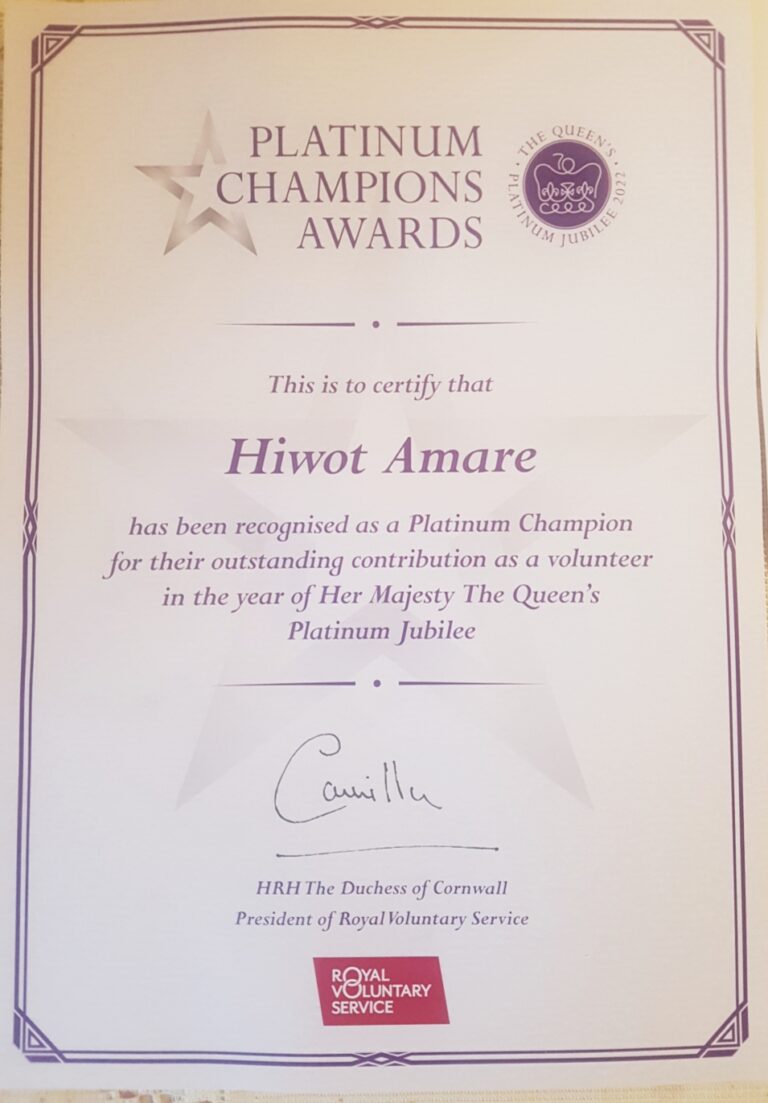 PLATINUM
CHAMPIONS
AWARDS
THE QUEEN'S
PLATINUM JUBILEE 2022
70
This is to certify that
Hiwot Amare
has been recognised as a Platinum Champion
for their outstanding contribution as a volunteer
in the year of Her Majesty The Queen's
Platinum Jubilee
Camilla
HRH The Duchess of Cornwall
President of Royal Voluntary Service
ROYAL
VOLUNTARY
SERVICE